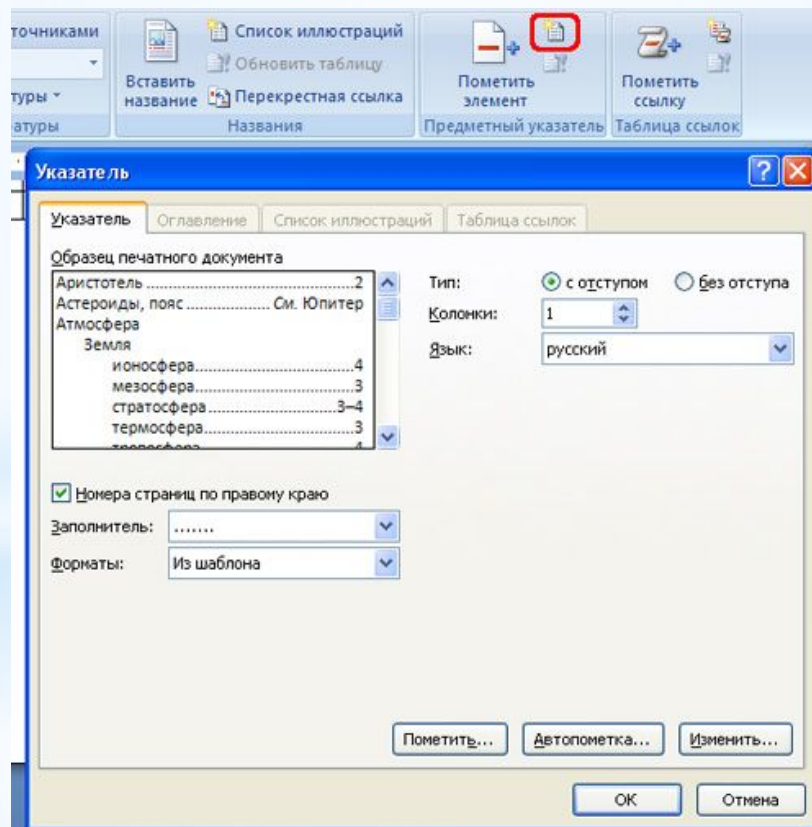 точниками
Список иллюстраций
Обновить таблицу
Вставить название
туры
Перекрестная ссылка
Пометить элемент
Пометить ссылку
атуры
Названия
Предметный указатель
Таблица ссылок
Указатель
Указатель Оглавление Список иллюстраций Таблица ссылок
Образец печатного документа
Аристотель ........................................2
Астероиды, пояс .................. См. Юпитер
Атмосфера
Земля
ионосфера................................4
мезосфера................................3
стратосфера.........................3–4
термосфера..............................3
тропосфера 4
Тип: с отступом без отступа
Колонки: 1
Язык: русский
Номера страниц по правому краю
Заполнитель: .......
Форматы: Из шаблона
Пометить... Автопометка... Изменить...
ОК Отмена